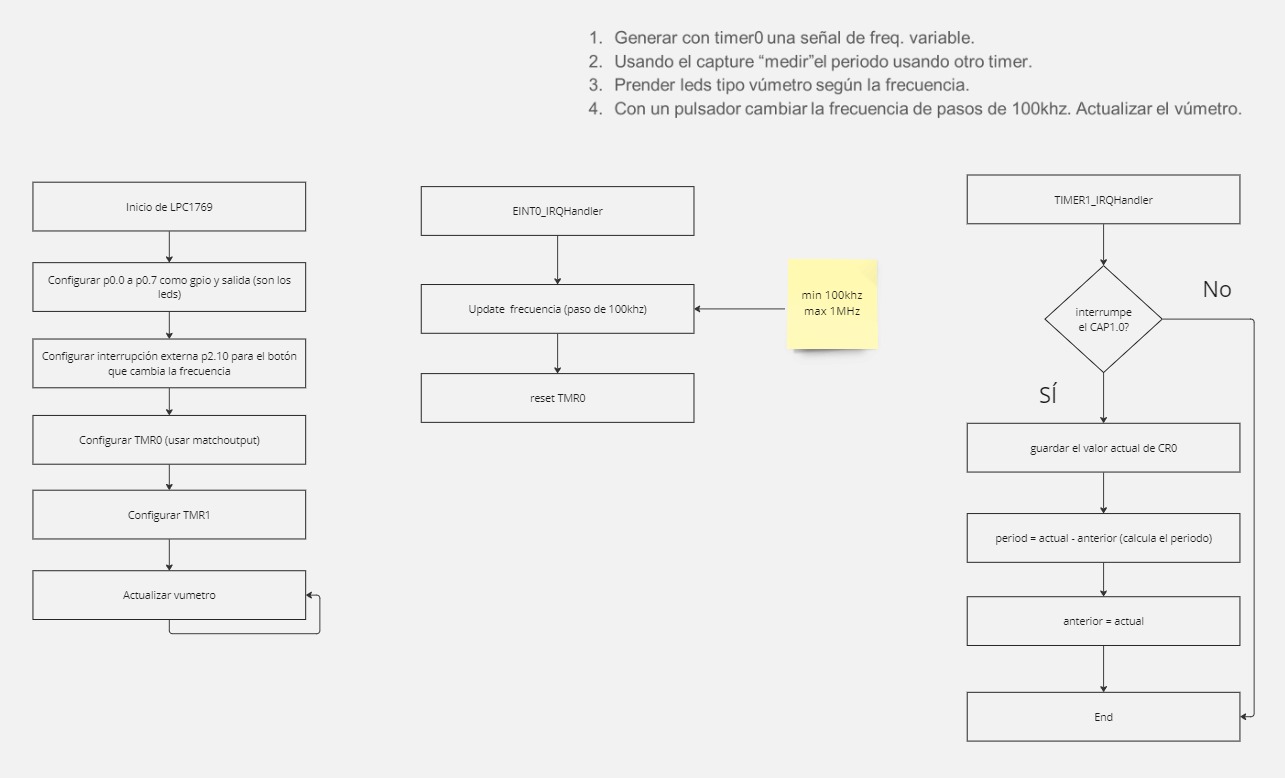 1. Generar con timer0 una señal de freq. variable.
2. Usando el capture “medir”el periodo usando otro timer.
3. Prender leds tipo vúmetro según la frecuencia.
4. Con un pulsador cambiar la frecuencia de pasos de 100khz. Actualizar el vúmetro.
Inicio de LPC1769
Configurar p0.0 a p0.7 como gpio y salida (son los
leds)
Configurar interrupción externa p2.10 para el botón
que cambia la frecuencia
Configurar TMR0 (usar matchoutput)
Configurar TMR1
Actualizar vumetro
EINT0_IRQHandler
Update frecuencia (paso de 100khz)
reset TMR0
min 100khz
max 1MHz
TIMER1_IRQHandler
interrumpe
el CAP1.0?
No
SÍ
guardar el valor actual de CR0
period = actual - anterior (calcula el periodo)
anterior = actual
End